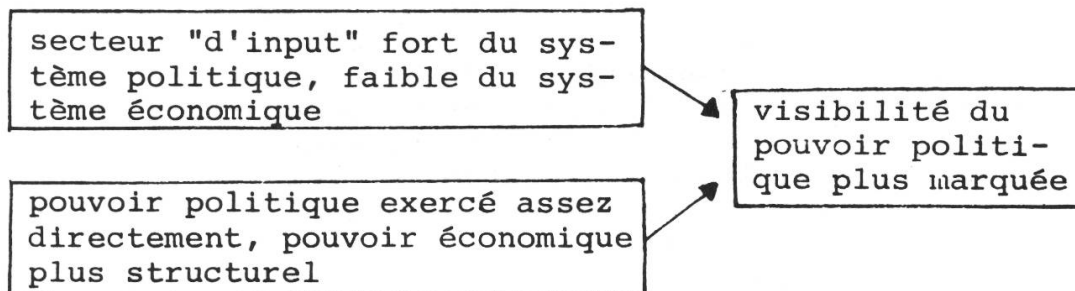 secteur "d'input" fort du sys-
tème politique, faible du sys-
tème économique
visibilité du
pouvoir politi-
que plus marquée
pouvoir politique exercé assez
directement, pouvoir économique
plus structurel